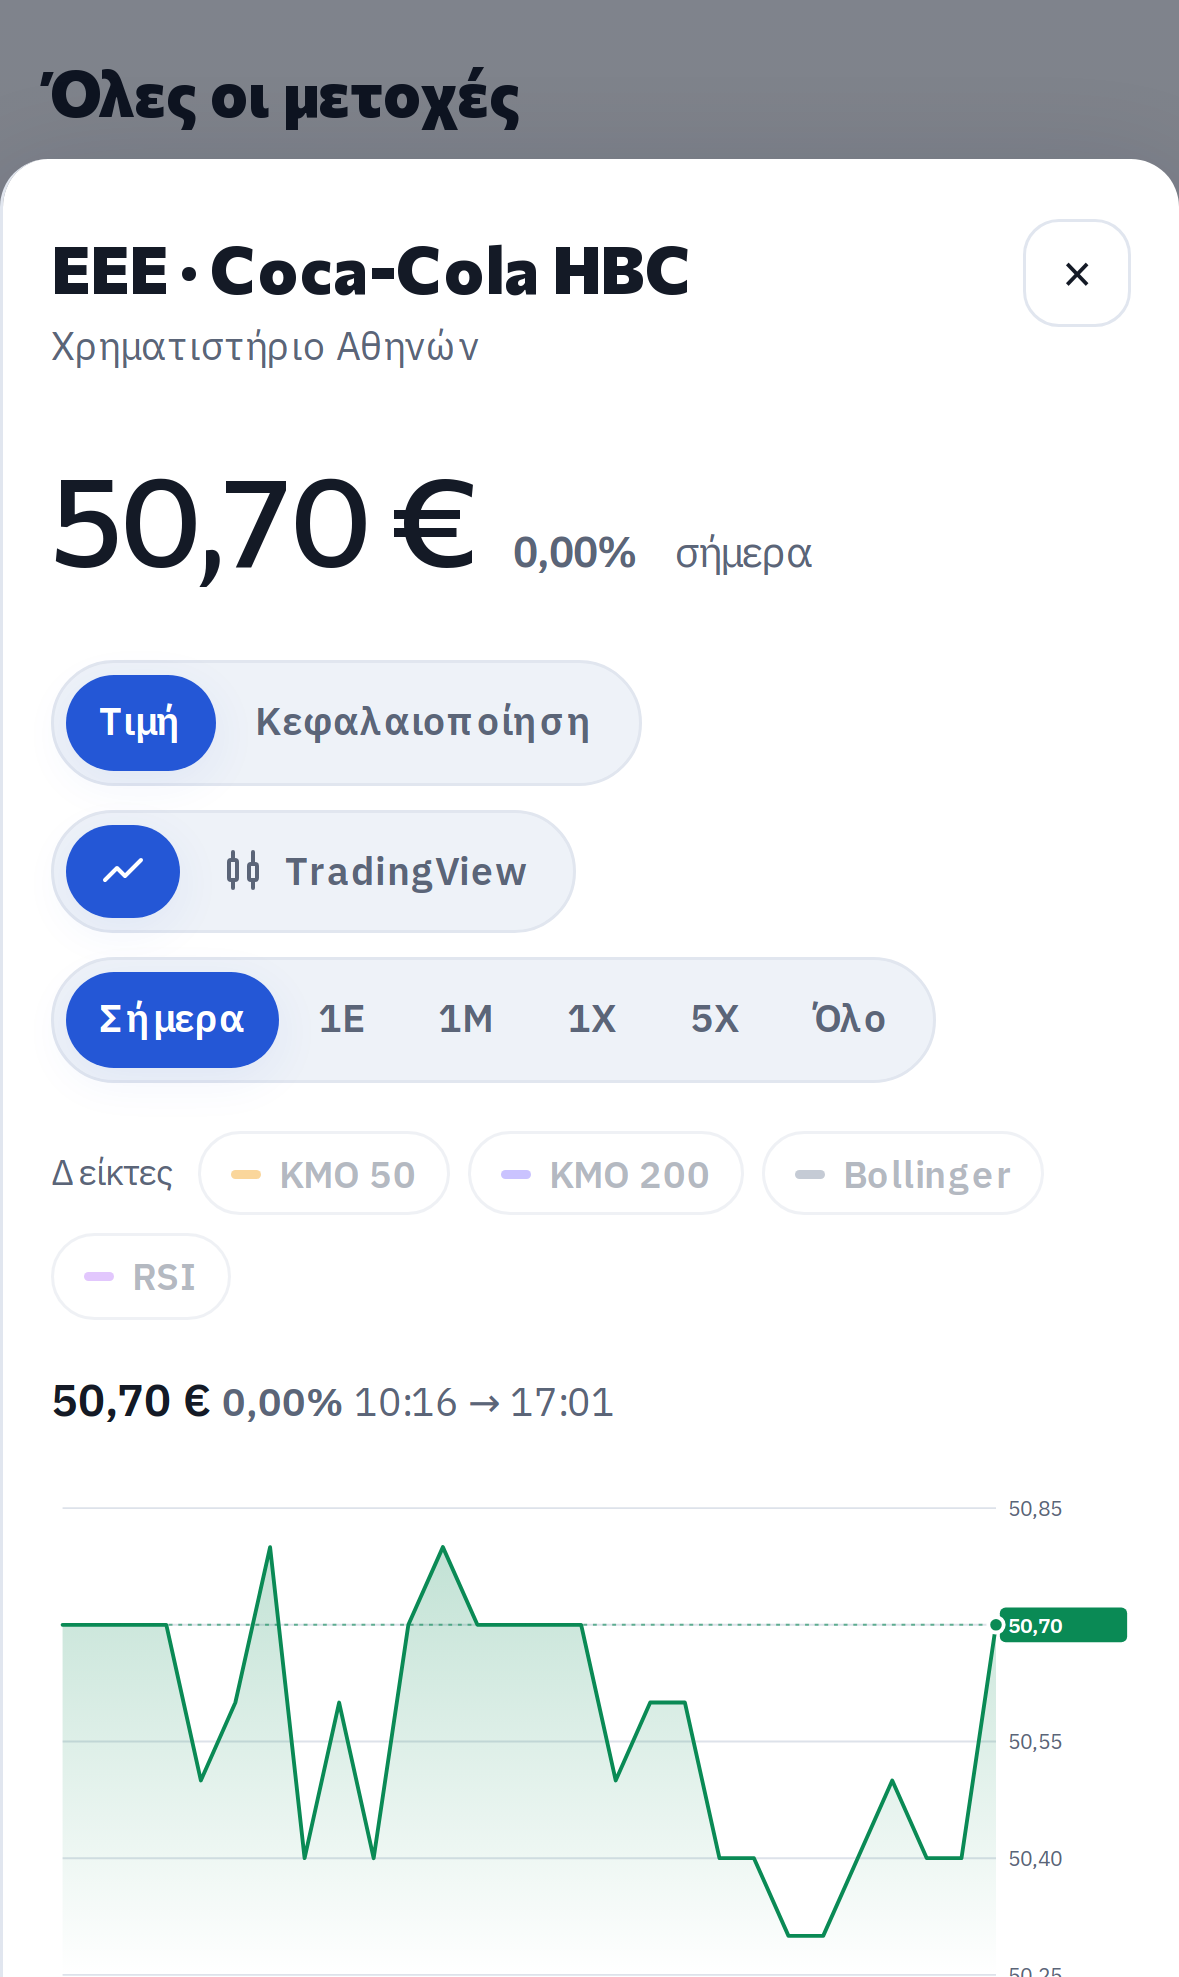 Όλες οι μετοχές
EEE · Coca-Cola HBC
×
Χρηματιστήριο Αθηνών
50,70 € 0,00% σήμερα
Τιμή Κεφαλαιοποίηση
TradingView
Σήμερα 1Ε 1Μ 1Χ 5Χ Όλο
Δείκτες ΚΜΟ 50 ΚΜΟ 200 Bollinger
RSI
50,70 € 0,00% 10:16 → 17:01
50,85
50,70
50,55
50,40
50,25